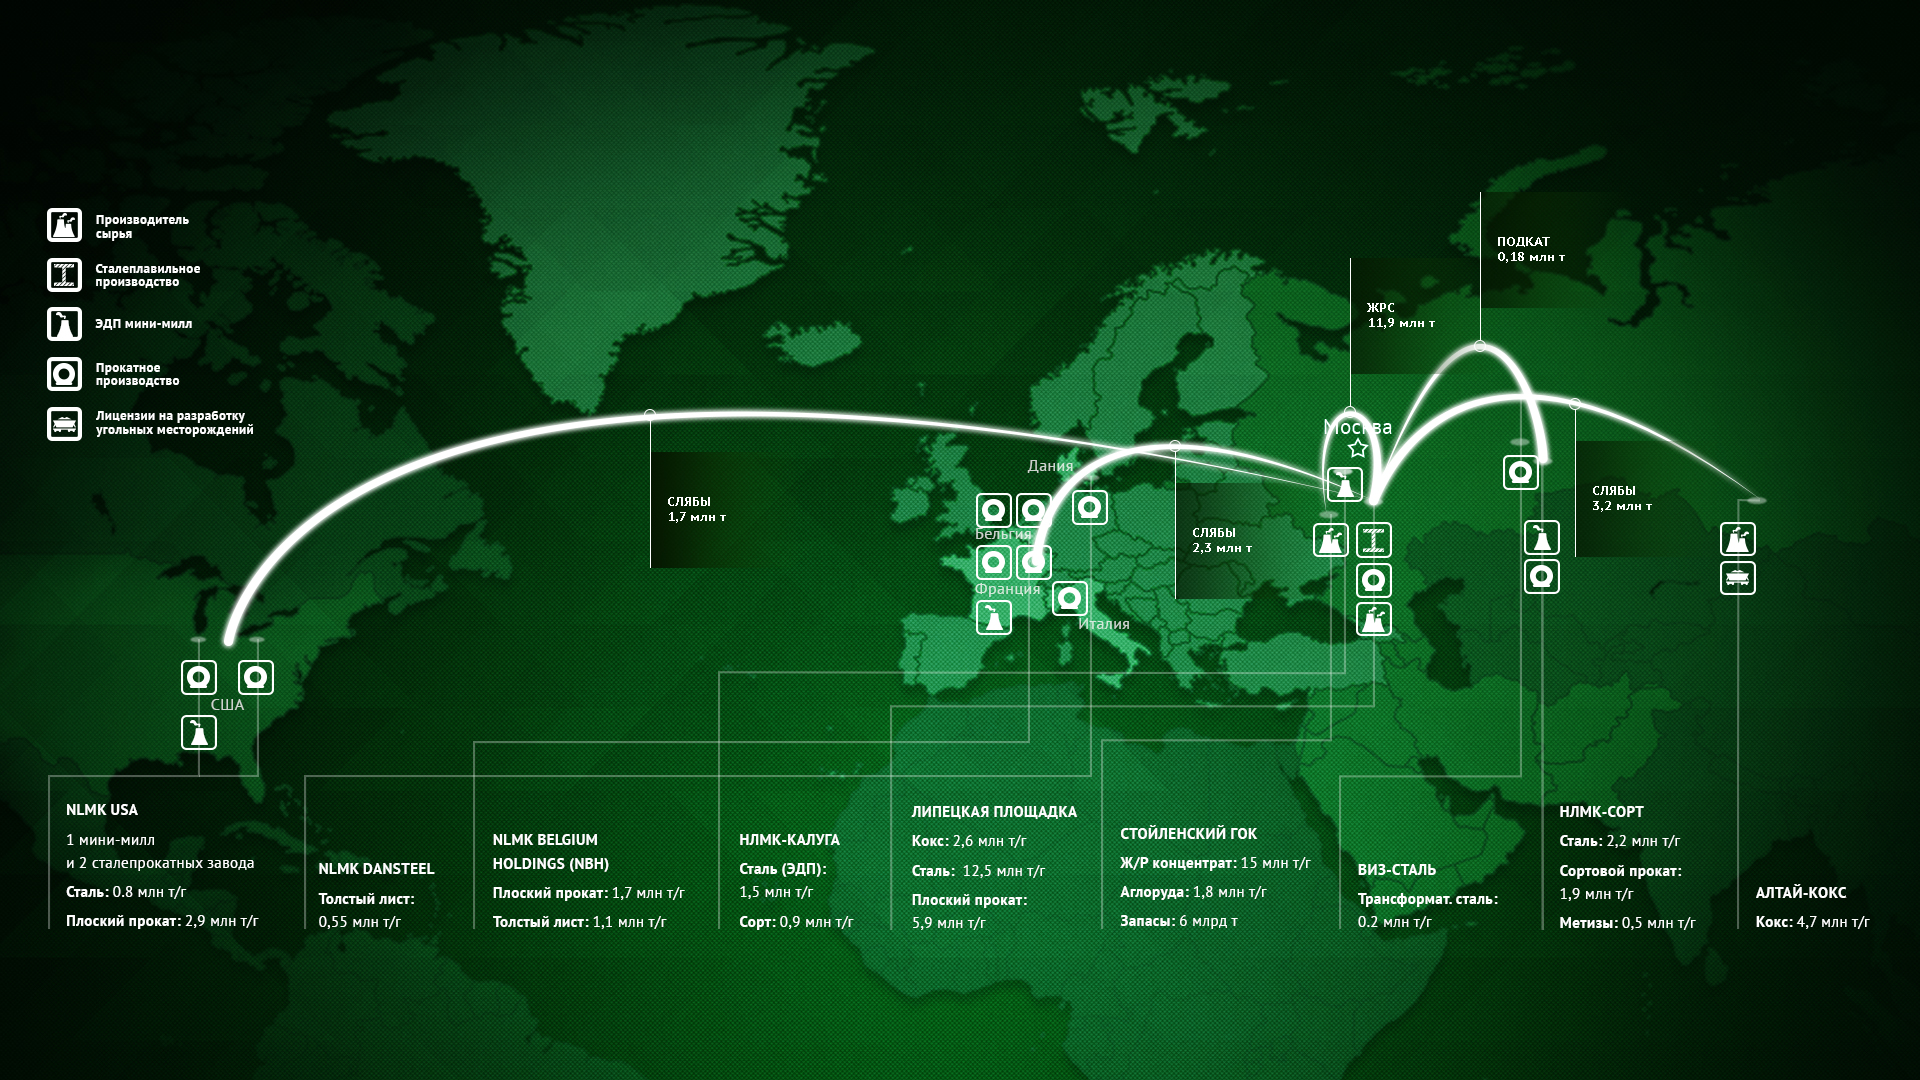 Производитель
сырья
Сталеплавильное
производство
ЭДП мини-милл
Прокатное
производство
Лицензии на разработку
угольных месторождений
ПОДКАТ
0,18 млн т
ЖРС
11,9 млн т
Москва
СЛЯБЫ
1,7 млн т
СЛЯБЫ
2,3 млн т
СЛЯБЫ
3,2 млн т
Дания
Бельгия
Франция
Италия
США
NLMK USA
1 мини-милл
и 2 сталепрокатных завода
Сталь: 0.8 млн т/г
Плоский прокат: 2,9 млн т/г
NLMK DANSTEEL
Толстый лист:
0,55 млн т/г
NLMK BELGIUM
HOLDINGS (NBH)
Плоский прокат: 1,7 млн т/г
Толстый лист: 1,1 млн т/г
НЛМК-КАЛУГА
Сталь (ЭДП):
1,5 млн т/г
Сорт: 0,9 млн т/г
ЛИПЕЦКАЯ ПЛОЩАДКА
Кокс: 2,6 млн т/г
Сталь: 12,5 млн т/г
Плоский прокат:
5,9 млн т/г
СТОЙЛЕНСКИЙ ГОК
Ж/Р концентрат: 15 млн т/г
Аглоруда: 1,8 млн т/г
Запасы: 6 млрд т
ВИЗ-СТАЛЬ
Трансформат. сталь:
0.2 млн т/г
НЛМК-СОРТ
Сталь: 2,2 млн т/г
Сортовой прокат:
1,9 млн т/г
Метизы: 0,5 млн т/г
АЛТАЙ-КОКС
Кокс: 4,7 млн т/г